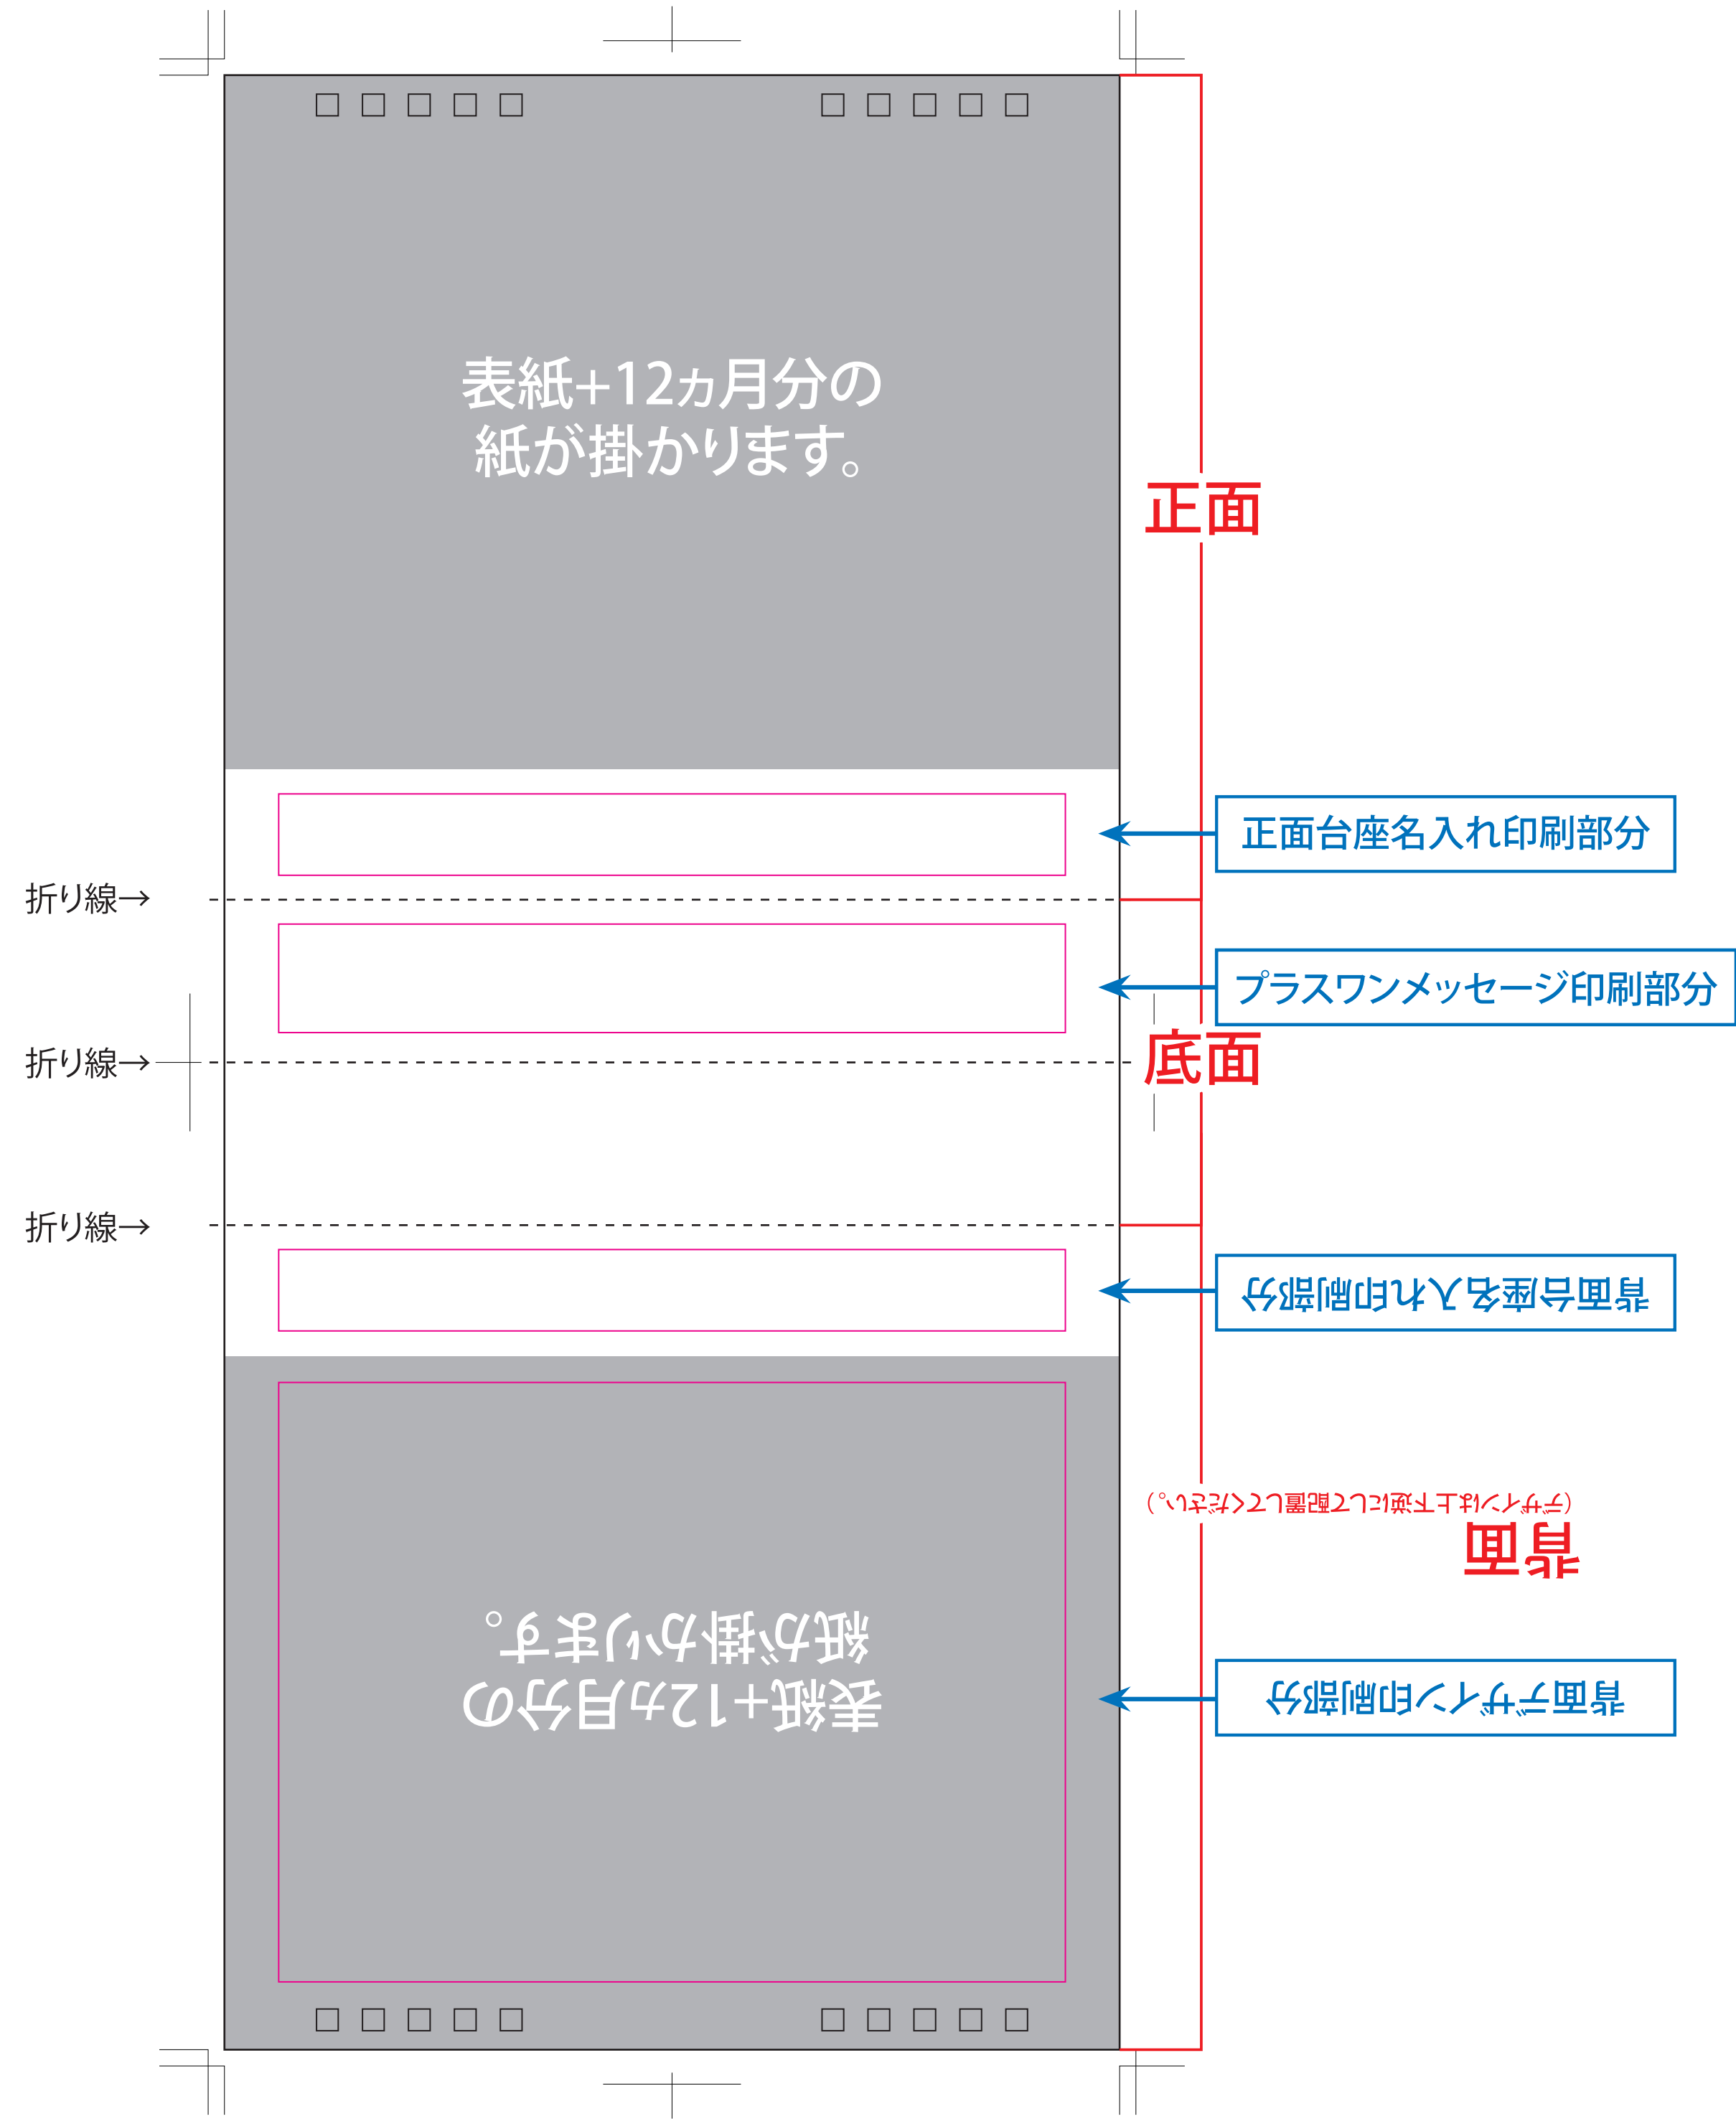 表紙+12ヵ月分の
紙が掛かります。
正面
正面台座名入れ印刷部分
折り線→
プラスワンメッセージ印刷部分
底面
折り線→
折り線→
背面台座名入れ印刷部分
背面
（デザインは上下逆にして配置してください。）
表紙+12ヵ月分の
紙が掛かります。
背面デザイン印刷部分